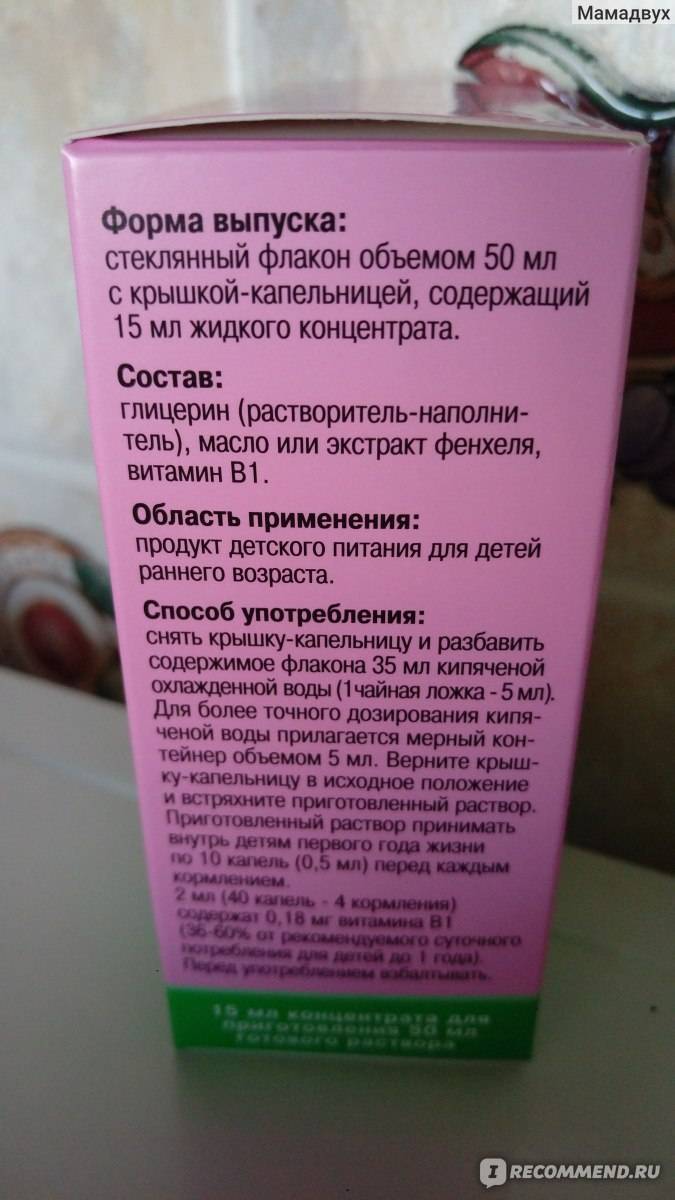 Мамадвух
Форма выпуска:
стеклянный флакон объемом 50 мл
с крышкой-капельницей, содержащий
15 мл жидкого концентрата.
Состав:
глицерин (растворитель-наполни-
тель), масло или экстракт фенхеля,
витамин В1.
Область применения:
продукт детского питания для детей
раннего возраста.
Способ употребления:
снять крышку-капельницу и разбавить
содержимое флакона 35 мл кипяченой
охлажденной воды (1чайная ложка - 5 мл).
Для более точного дозирования кипя-
ченой воды прилагается мерный кон-
тейнер объемом 5 мл. Верните крыш-
ку-капельницу в исходное положение
и встряхните приготовленный раствор.
Приготовленный раствор принимать
внутрь детям первого года жизни
по 10 капель (0,5 мл) перед каждым
кормлением.
2 мл (40 капель - 4 кормления)
содержат 0,18 мг витамина В1
(36-60% от рекомендуемого суточного
потребления для детей до 1 года).
Перед употреблением взбалтывать.
15 мл концентрата для
приготовления 50 мл
готового раствора
IRECOMMEND.RU